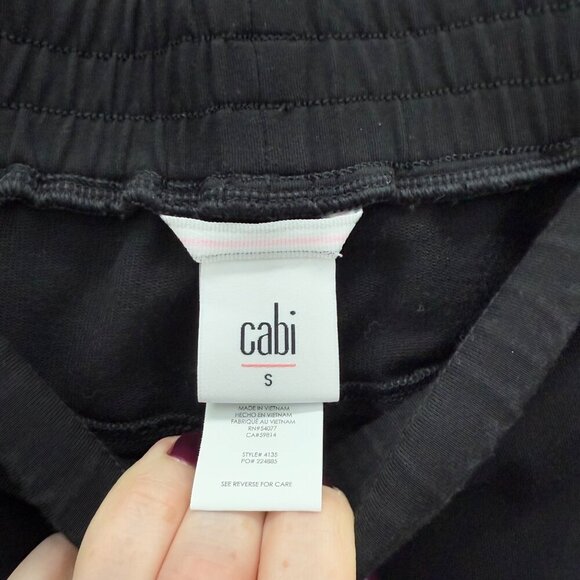 cabi
S
MADE IN VIETNAM
HECHO EN VIETNAM
FABRIQUÉ AU VIETNAM
RN#54077
CA#59814
STYLE# 4135
PO# 224885
SEE REVERSE FOR CARE